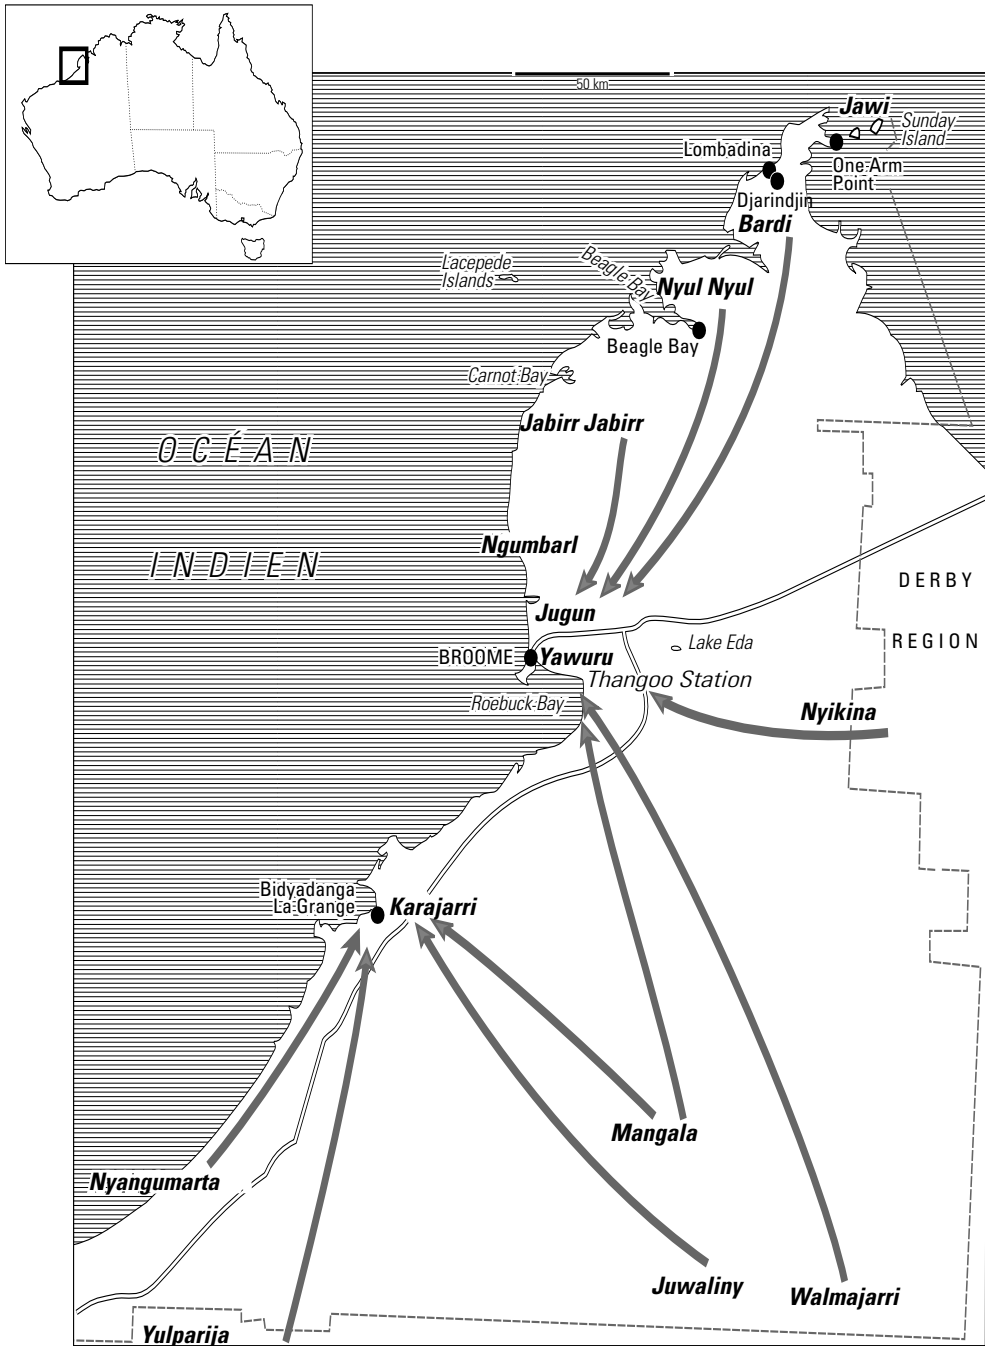 50 km
Jawi
Sunday
Island
Lombadina
One Arm
Point
Djarindjin
Bardi
Lacepede
Islands
Beagle Bay
Nyul Nyul
Beagle Bay
Carnot Bay
Jabirr Jabirr
OCÉAN
INDIEN
Ngumbarl
DERBY
REGION
Jugun
BROOME
Yawuru
Lake Eda
Thangoo Station
Roebuck Bay
Nyikina
Bidyadanga
La Grange
Karajarri
Mangala
Nyangumarta
Juwaliny
Walmajarri
Yulparija